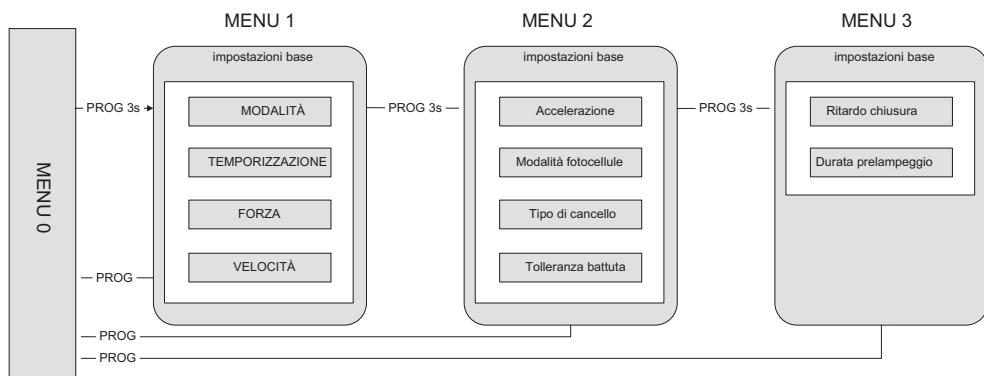 MENU 1
MENU 2
MENU 3
impostazioni base
impostazioni base
impostazioni base
PROG 3s
MODALITÀ
PROG 3s
Accelerazione
PROG 3s
Ritardo chiusura
TEMPORIZZAZIONE
Modalità fotocellule
Durata prelampeggio
MENU 0
FORZA
Tipo di cancello
PROG
VELOCITÀ
Tolleranza battuta
PROG
PROG